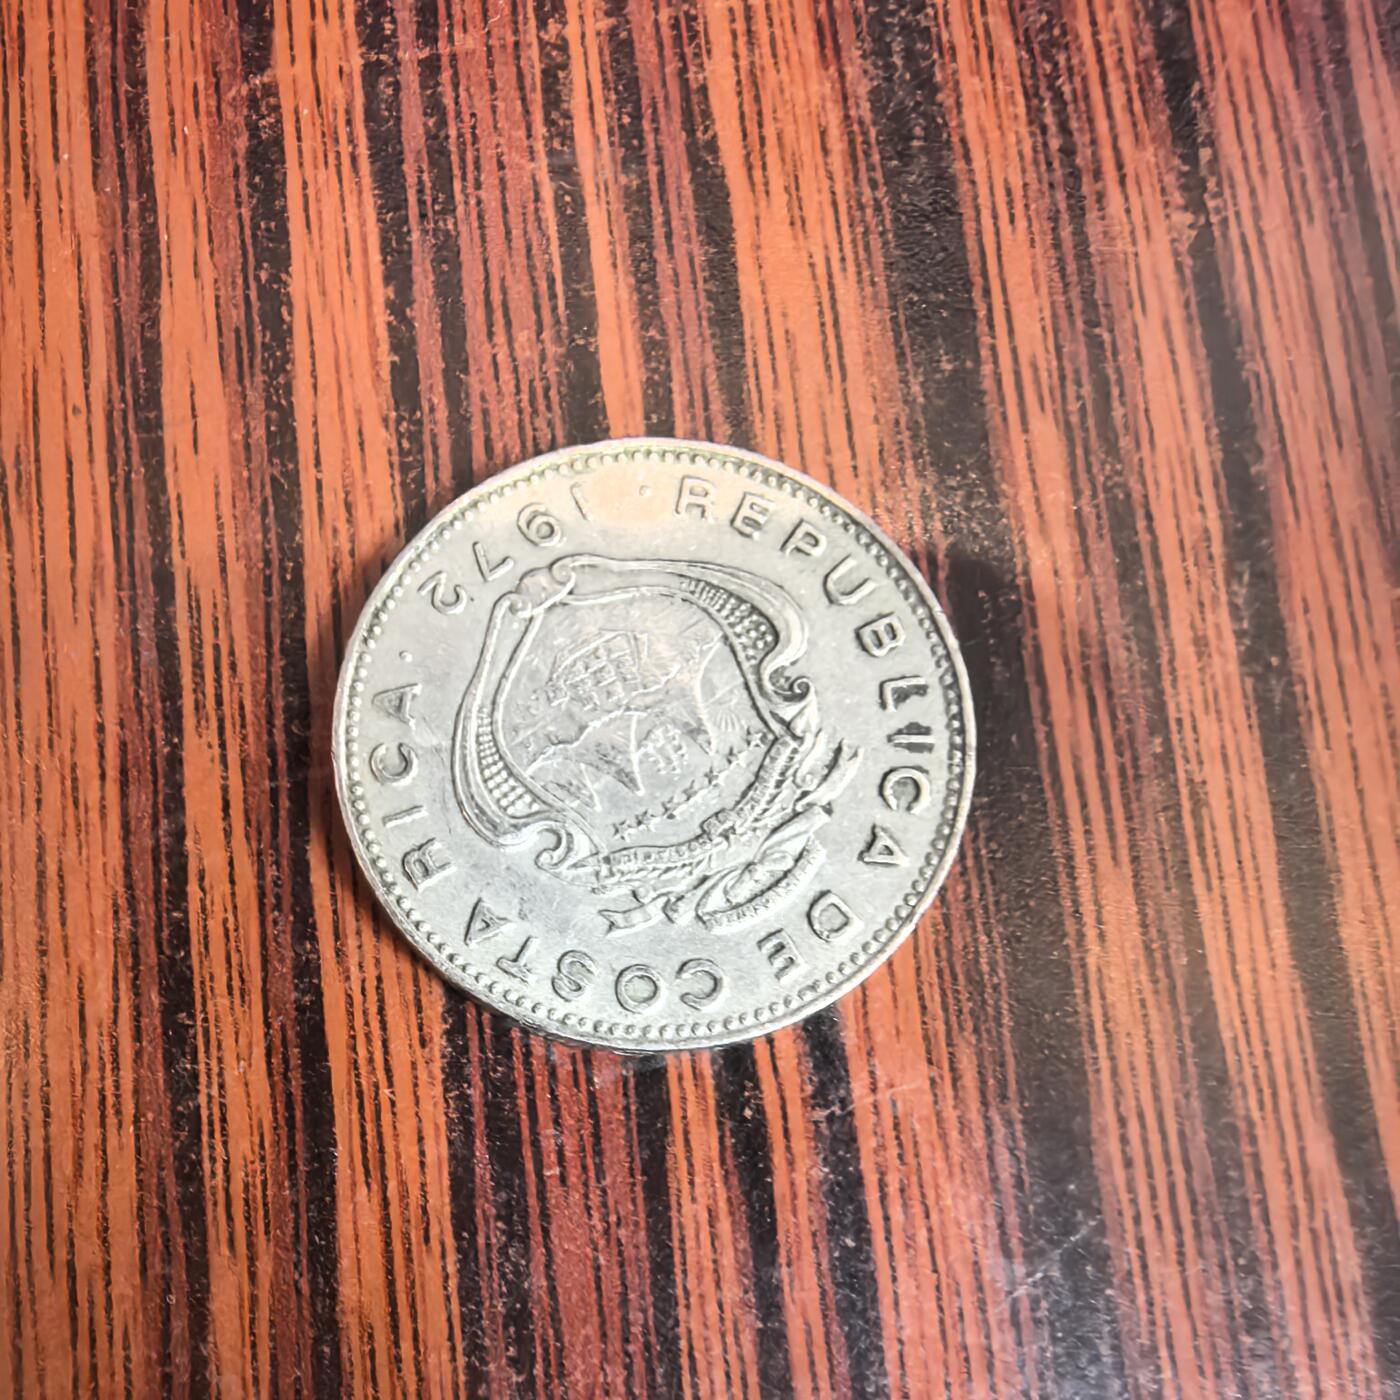 REPUBLICA DE COSTA RICA
1972